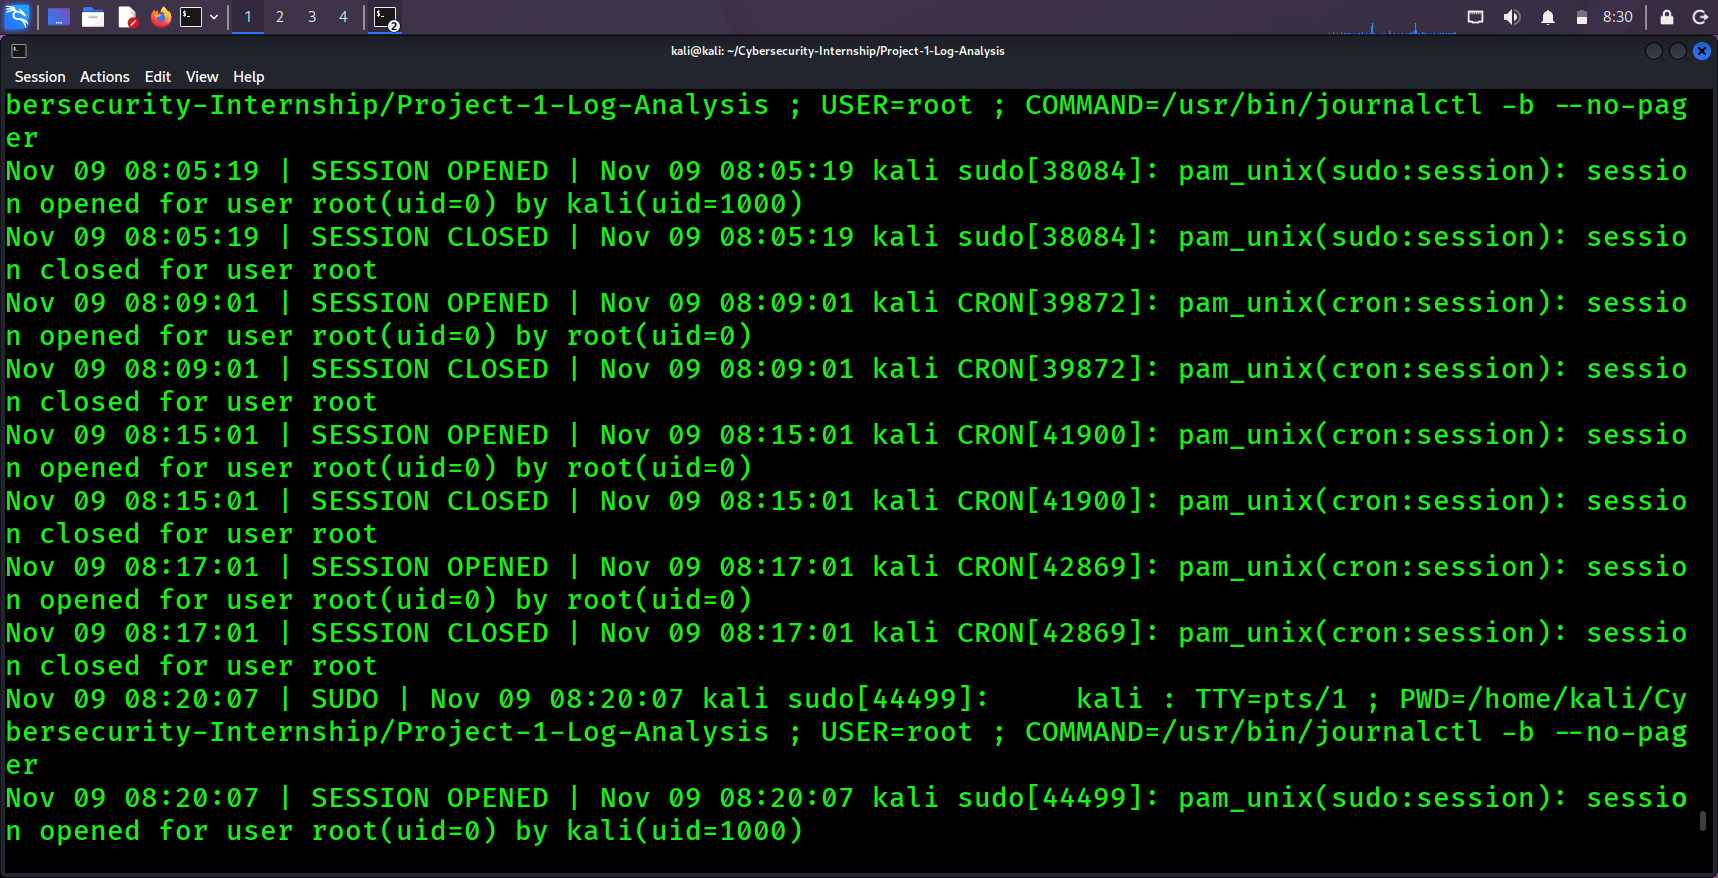 1 2 3 4 2 8:30
kali@kali: ~/Cybersecurity-Internship/Project-1-Log-Analysis
Session Actions Edit View Help
bersecurity-Internship/Project-1-Log-Analysis ; USER=root ; COMMAND=/usr/bin/journalctl -b --no-pag
er
Nov 09 08:05:19 | SESSION OPENED | Nov 09 08:05:19 kali sudo[38084]: pam_unix(sudo:session): sessio
n opened for user root(uid=0) by kali(uid=1000)
Nov 09 08:05:19 | SESSION CLOSED | Nov 09 08:05:19 kali sudo[38084]: pam_unix(sudo:session): sessio
n closed for user root
Nov 09 08:09:01 | SESSION OPENED | Nov 09 08:09:01 kali CRON[39872]: pam_unix(cron:session): sessio
n opened for user root(uid=0) by root(uid=0)
Nov 09 08:09:01 | SESSION CLOSED | Nov 09 08:09:01 kali CRON[39872]: pam_unix(cron:session): sessio
n closed for user root
Nov 09 08:15:01 | SESSION OPENED | Nov 09 08:15:01 kali CRON[41900]: pam_unix(cron:session): sessio
n opened for user root(uid=0) by root(uid=0)
Nov 09 08:15:01 | SESSION CLOSED | Nov 09 08:15:01 kali CRON[41900]: pam_unix(cron:session): sessio
n closed for user root
Nov 09 08:17:01 | SESSION OPENED | Nov 09 08:17:01 kali CRON[42869]: pam_unix(cron:session): sessio
n opened for user root(uid=0) by root(uid=0)
Nov 09 08:17:01 | SESSION CLOSED | Nov 09 08:17:01 kali CRON[42869]: pam_unix(cron:session): sessio
n closed for user root
Nov 09 08:20:07 | SUDO | Nov 09 08:20:07 kali sudo[44499]:     kali : TTY=pts/1 ; PWD=/home/kali/Cy
bersecurity-Internship/Project-1-Log-Analysis ; USER=root ; COMMAND=/usr/bin/journalctl -b --no-pag
er
Nov 09 08:20:07 | SESSION OPENED | Nov 09 08:20:07 kali sudo[44499]: pam_unix(sudo:session): sessio
n opened for user root(uid=0) by kali(uid=1000)